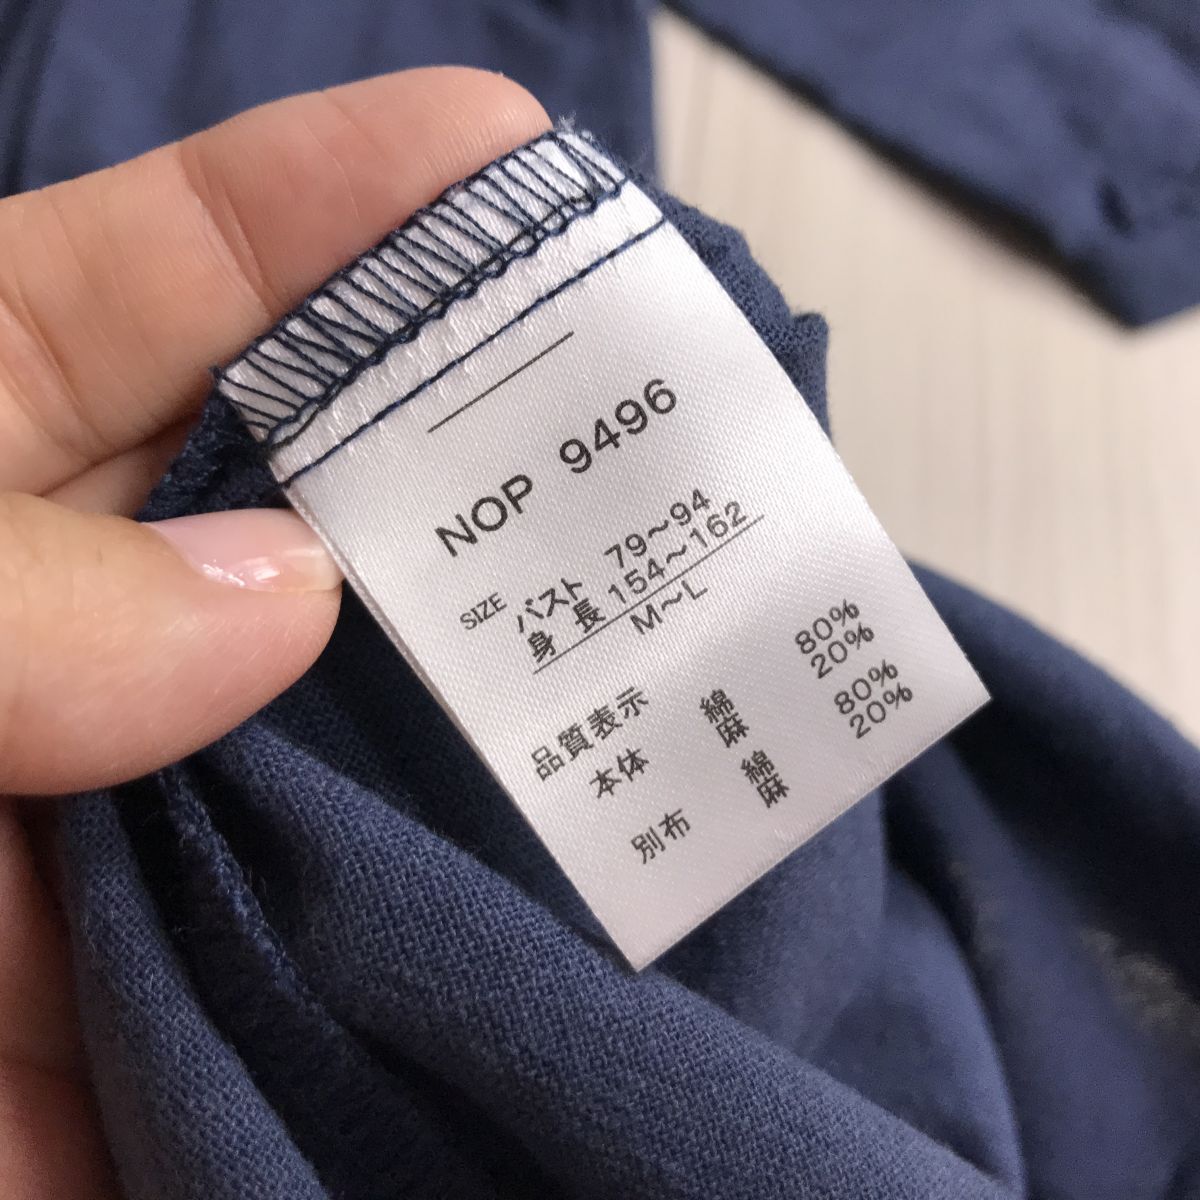 NOP 9496
SIZE
バスト 79～94
身 長 154～162
M～L
品質表示
本体 綿 80%
麻 20%
別布 綿 80%
麻 20%